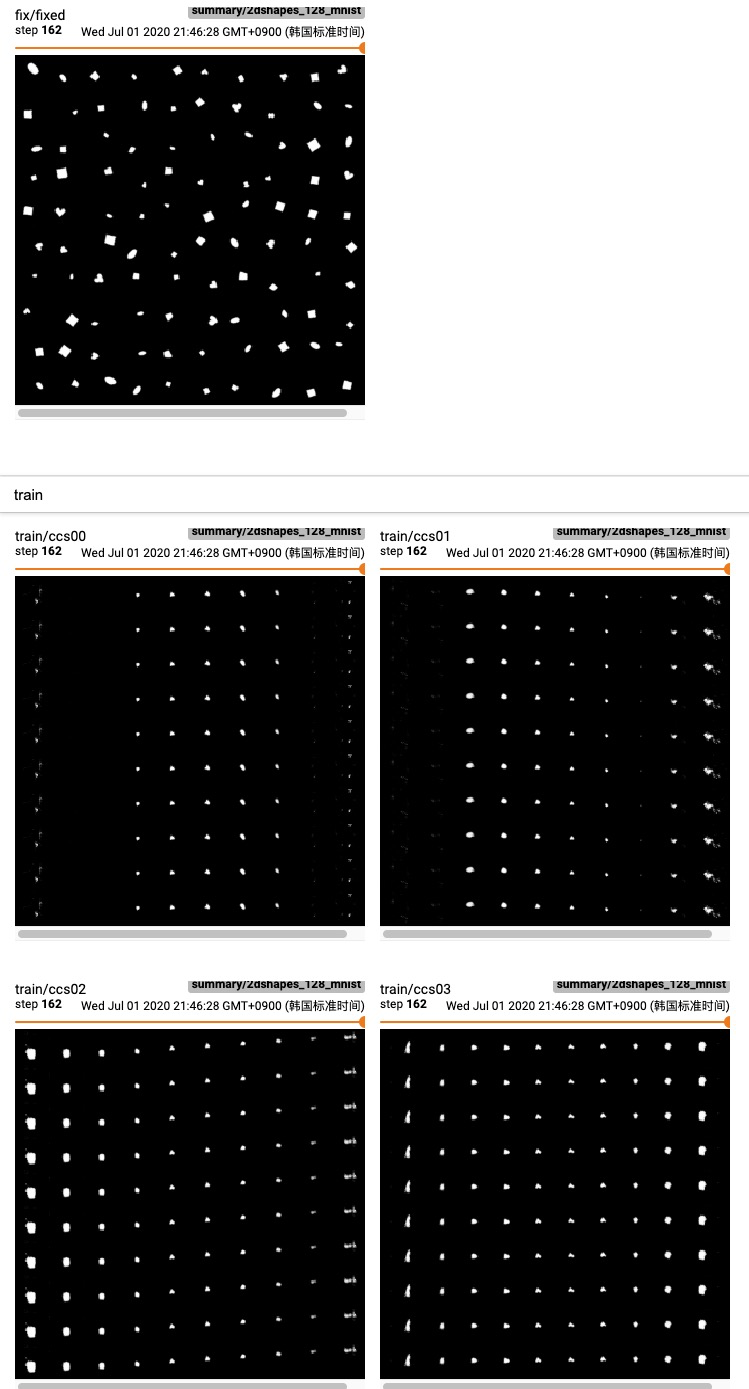 summary/2dshapes_128_mnist
fix/fixed
step 162 Wed Jul 01 2020 21:46:28 GMT+0900 (韩国标准时间)
train
summary/2dshapes_128_mnist
train/ccs00
step 162 Wed Jul 01 2020 21:46:28 GMT+0900 (韩国标准时间)
summary/2dshapes_128_mnist
train/ccs01
step 162 Wed Jul 01 2020 21:46:28 GMT+0900 (韩国标准时间)
summary/2dshapes_128_mnist
train/ccs02
step 162 Wed Jul 01 2020 21:46:28 GMT+0900 (韩国标准时间)
summary/2dshapes_128_mnist
train/ccs03
step 162 Wed Jul 01 2020 21:46:28 GMT+0900 (韩国标准时间)